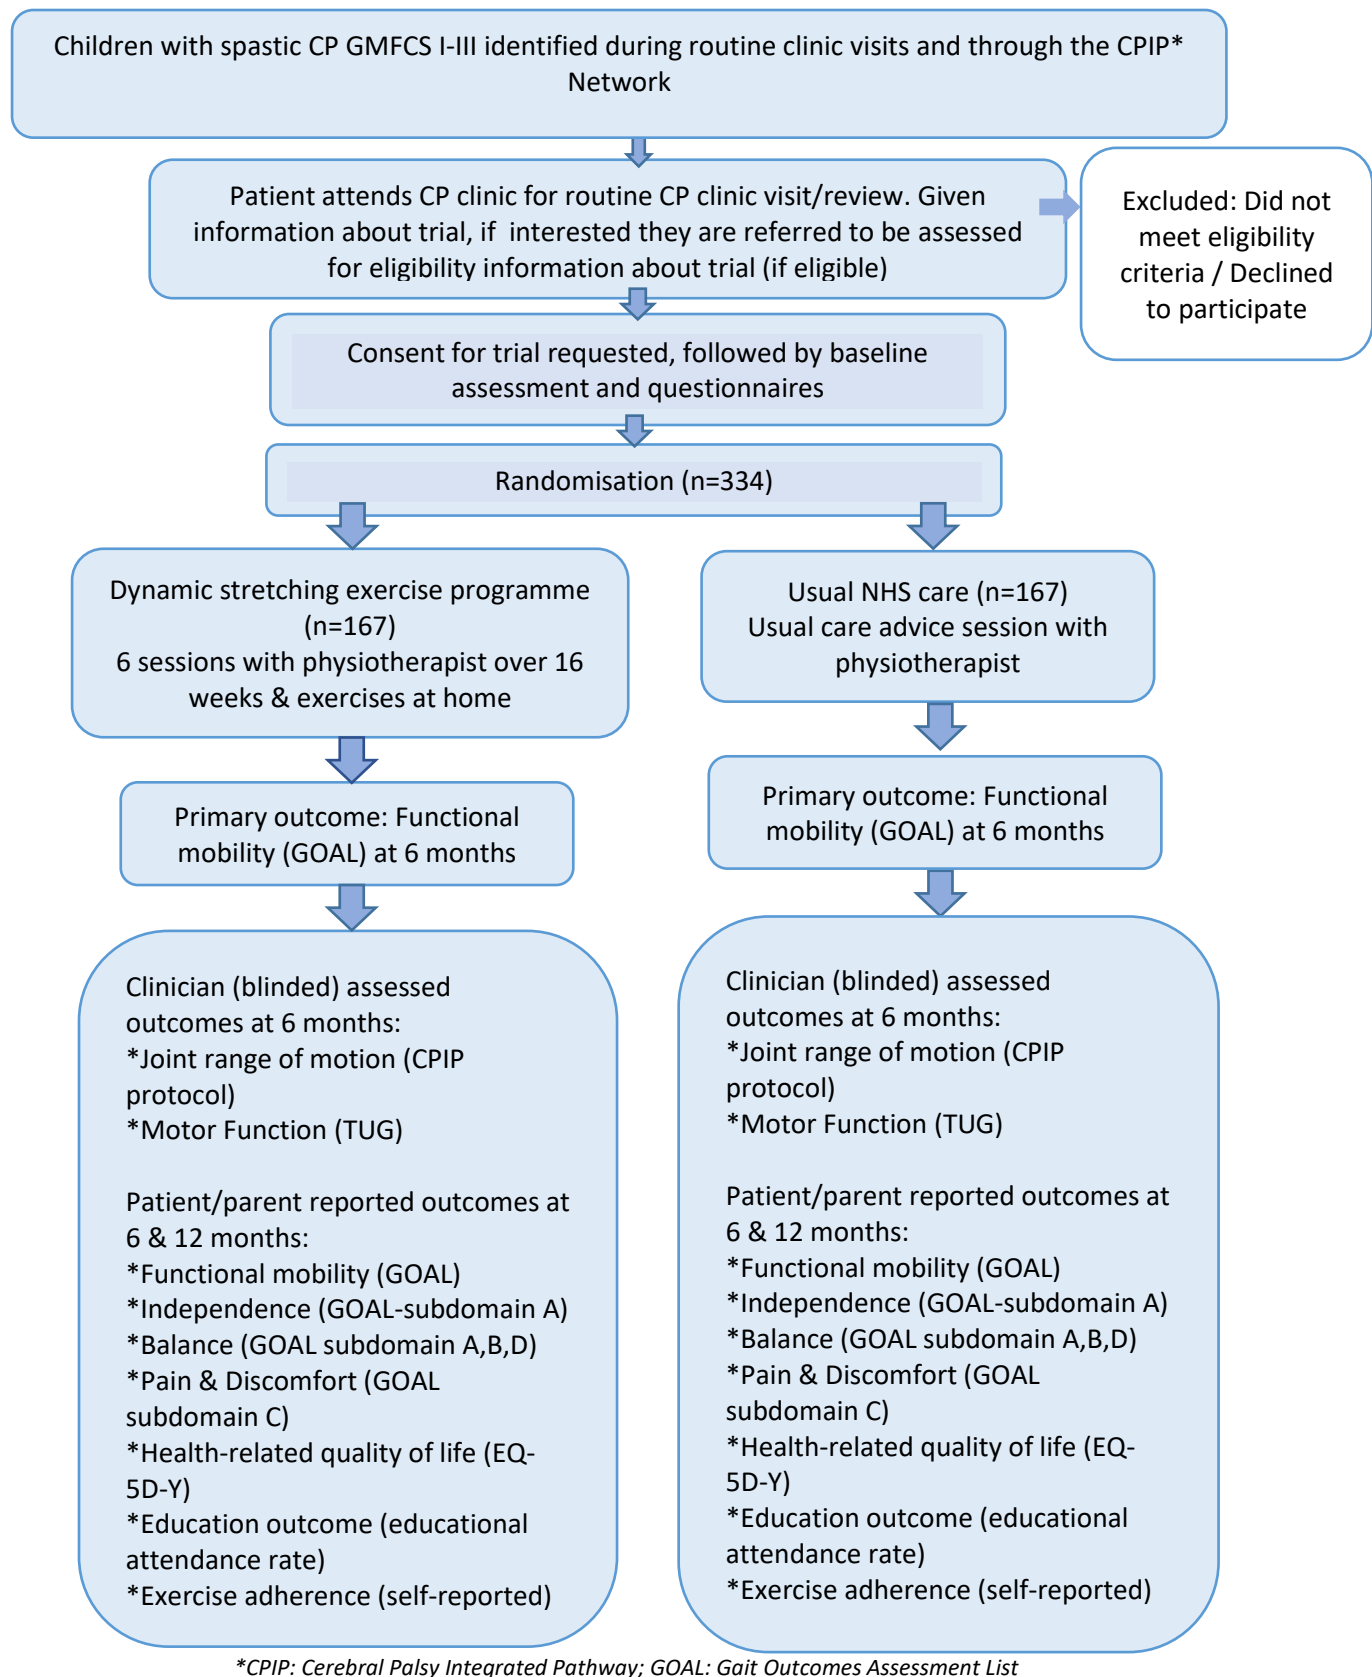 Children with spastic CP GMFCS I-III identified during routine clinic visits and through the CPIP*
Network
Patient attends CP clinic for routine CP clinic visit/review. Given
information about trial, if  interested they are referred to be assessed
for eligibility information about trial (if eligible)
Excluded: Did not
meet eligibility
criteria / Declined
to participate
Consent for trial requested, followed by baseline
assessment and questionnaires
Randomisation (n=334)
Dynamic stretching exercise programme
(n=167)
6 sessions with physiotherapist over 16
weeks & exercises at home
Usual NHS care (n=167)
Usual care advice session with
physiotherapist
Primary outcome: Functional
mobility (GOAL) at 6 months
Primary outcome: Functional
mobility (GOAL) at 6 months
Clinician (blinded) assessed
outcomes at 6 months:
*Joint range of motion (CPIP
protocol)
*Motor Function (TUG)
Patient/parent reported outcomes at
6 & 12 months:
*Functional mobility (GOAL)
*Independence (GOAL-subdomain A)
*Balance (GOAL subdomain A,B,D)
*Pain & Discomfort (GOAL
subdomain C)
*Health-related quality of life (EQ-
5D-Y)
*Education outcome (educational
attendance rate)
*Exercise adherence (self-reported)
Clinician (blinded) assessed
outcomes at 6 months:
*Joint range of motion (CPIP
protocol)
*Motor Function (TUG)
Patient/parent reported outcomes at
6 & 12 months:
*Functional mobility (GOAL)
*Independence (GOAL-subdomain A)
*Balance (GOAL subdomain A,B,D)
*Pain & Discomfort (GOAL
subdomain C)
*Health-related quality of life (EQ-
5D-Y)
*Education outcome (educational
attendance rate)
*Exercise adherence (self-reported)
*CPIP: Cerebral Palsy Integrated Pathway; GOAL: Gait Outcomes Assessment List